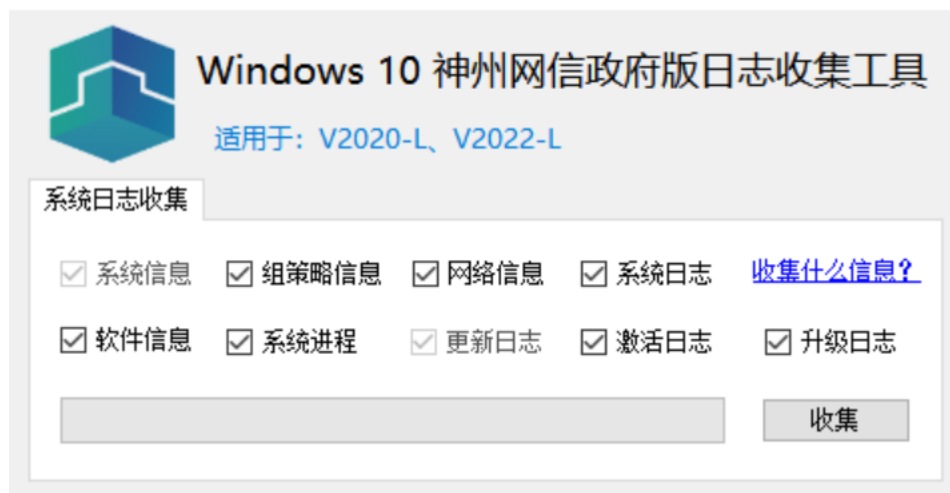 Windows 10 神州网信政府版日志收集工具
适用于：V2020-L、V2022-L
系统日志收集
系统信息 组策略信息 网络信息 系统日志 收集什么信息？
软件信息 系统进程 更新日志 激活日志 升级日志
收集